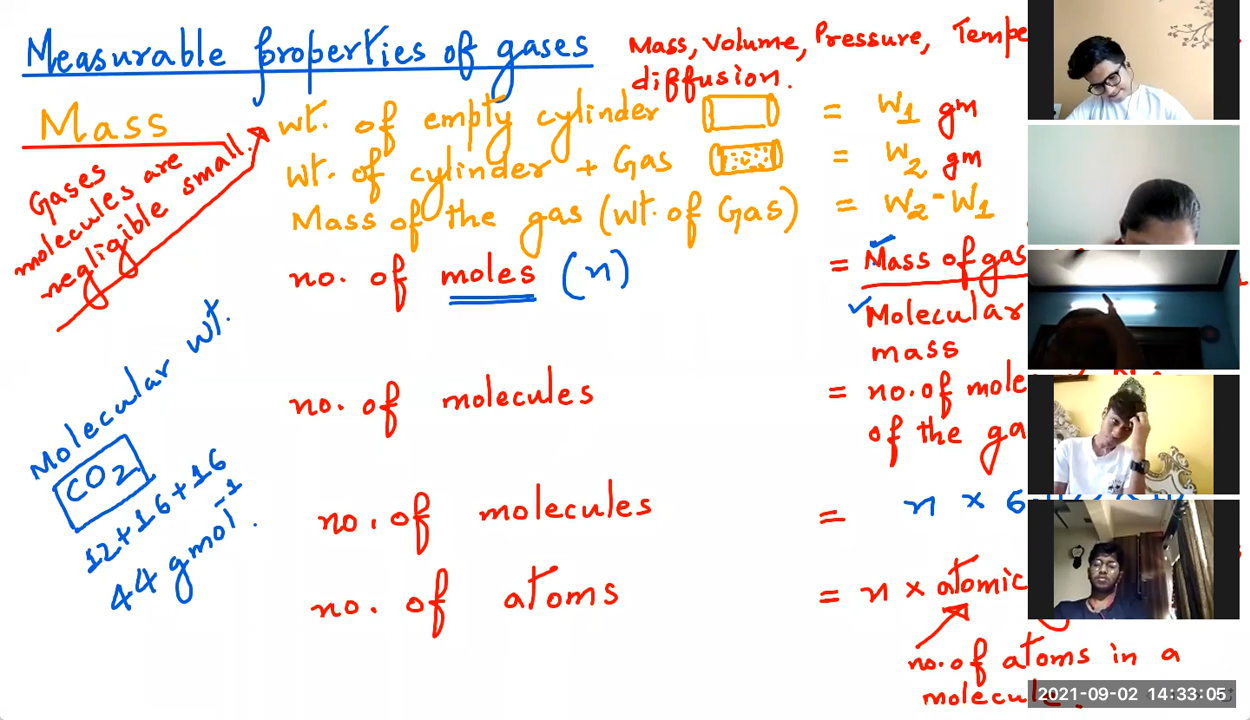 Measurable properties of gases
Mass, Volume, Pressure, Tempe
diffusion.
Mass
Gases
molecules are
negligible small.
wt. of empty cylinder = W1 gm
wt. of cylinder + Gas = W2 gm
Mass of the gas (wt. of Gas) = W2 - W1
no. of moles (n) = Mass of gas
Molecular
mass
no. of molecules = no. of mole
of the ga
Molecular wt.
CO2
12+16+16
44 gmol-1.
no. of molecules = n × 6
no. of atoms = n × atomic
no. of atoms in a
molecule.
2021-09-02 14:33:05